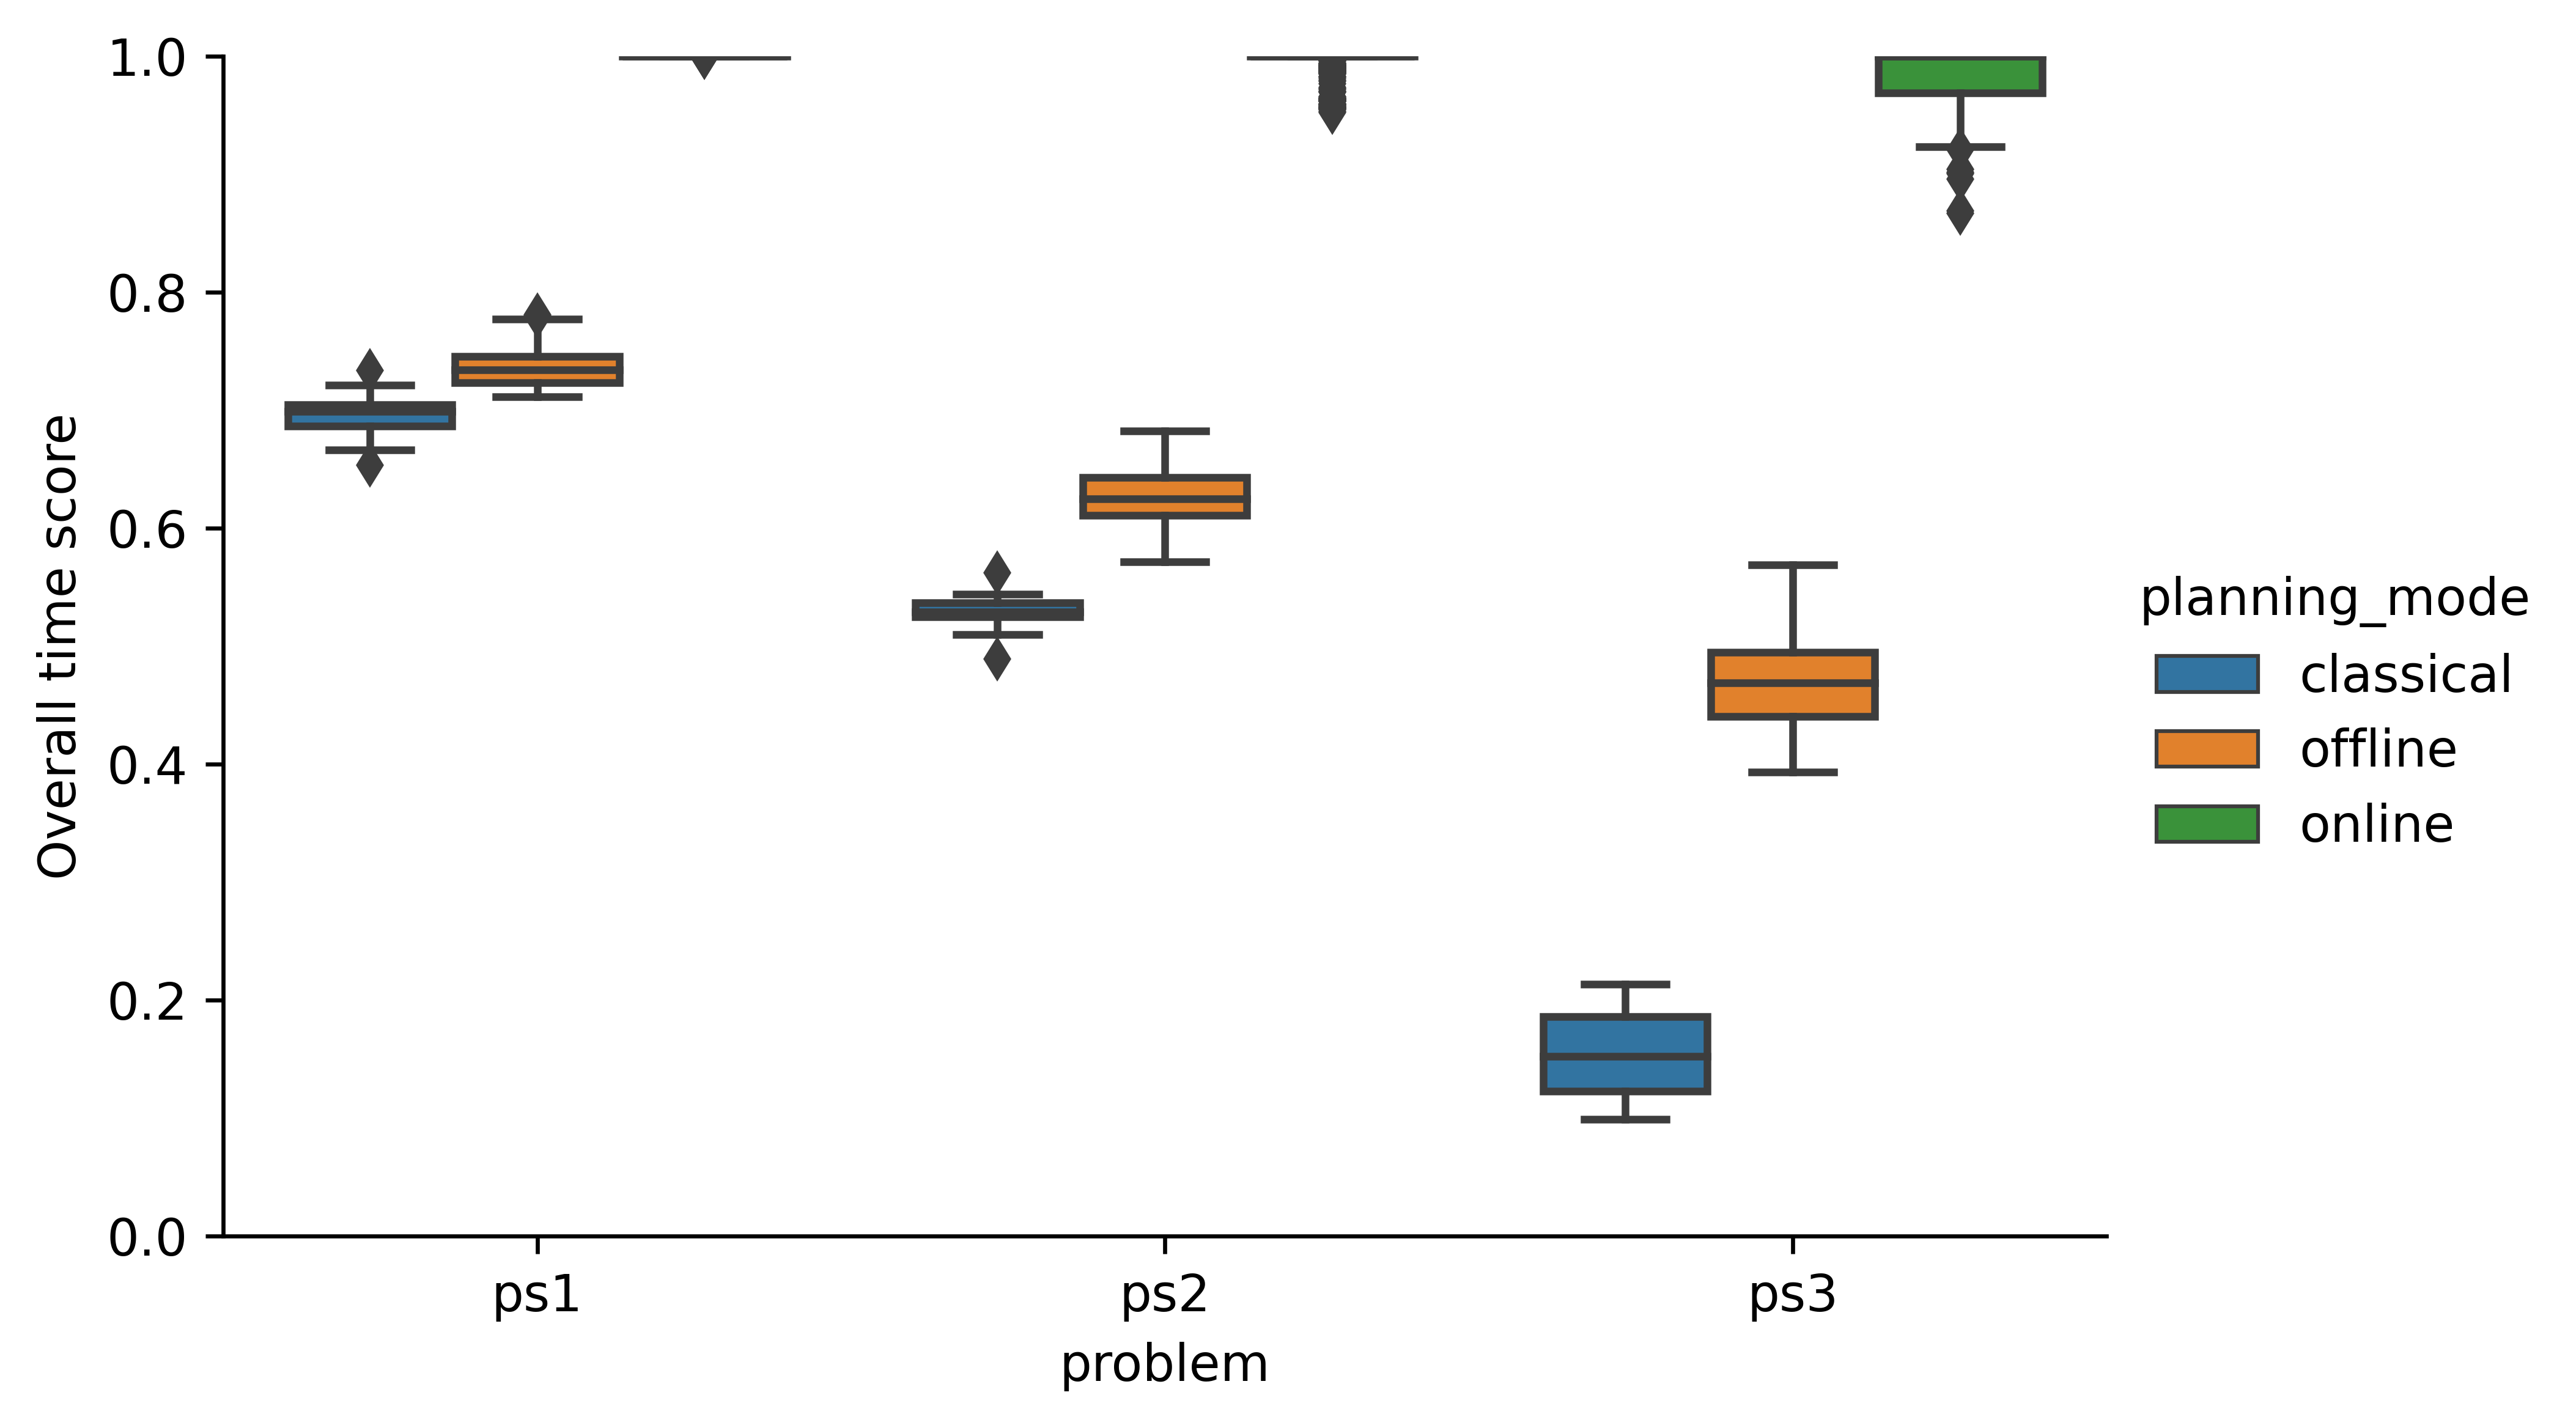 Overall time score
1.0
0.8
0.6
0.4
0.2
0.0
ps1
ps2
ps3
problem
planning_mode
classical
offline
online